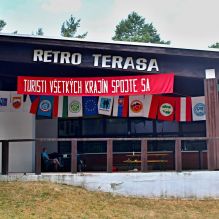 RETRO TERASA
TURISTI VŠETKÝCH KRAJÍN SPOJTE SA